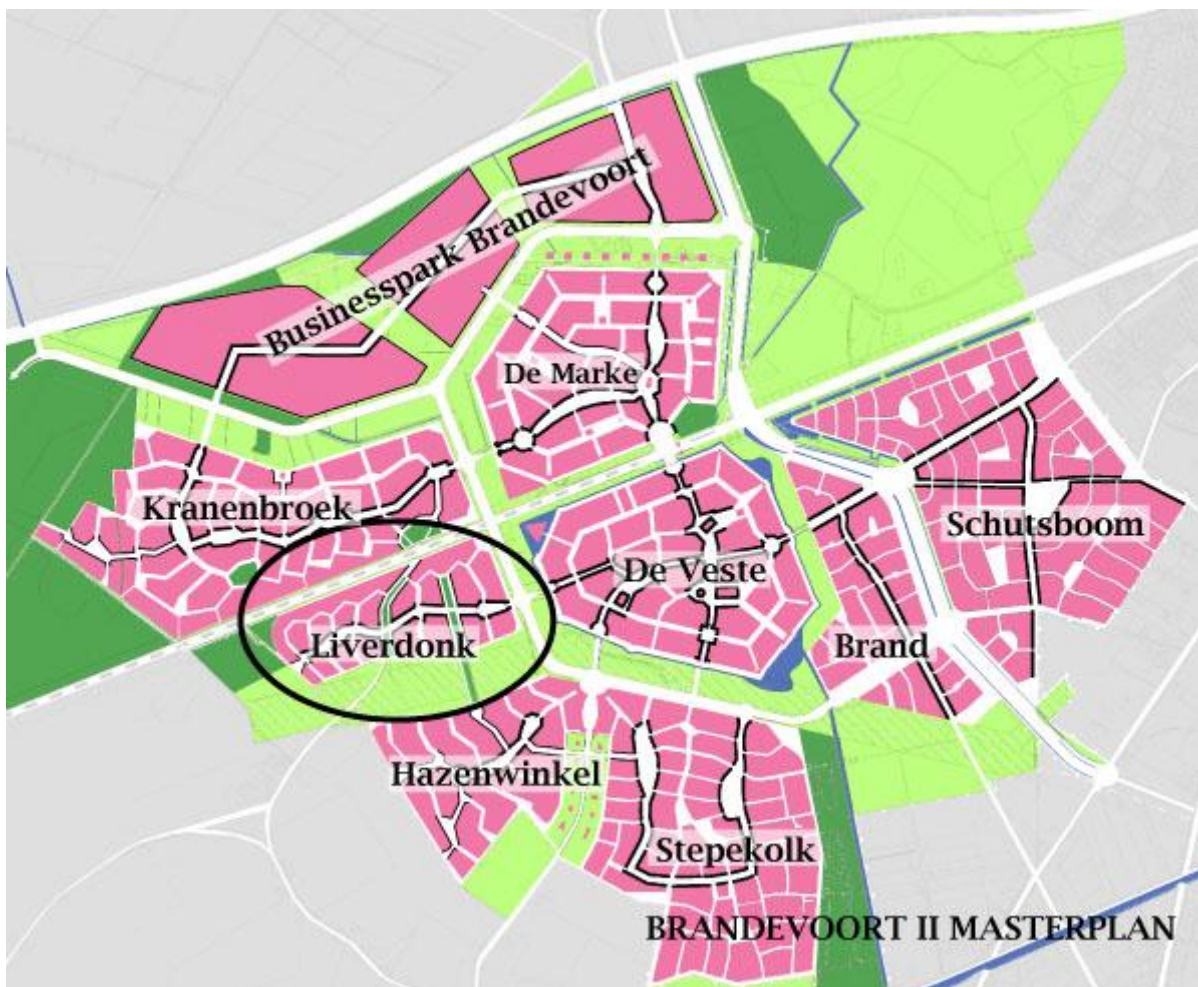 Businesspark Brandevoort
De Marke
Kranenbroek
Schutsboom
De Veste
Liverdonk
Brand
Hazenwinkel
Stepekolk
BRANDEVOORT II MASTERPLAN